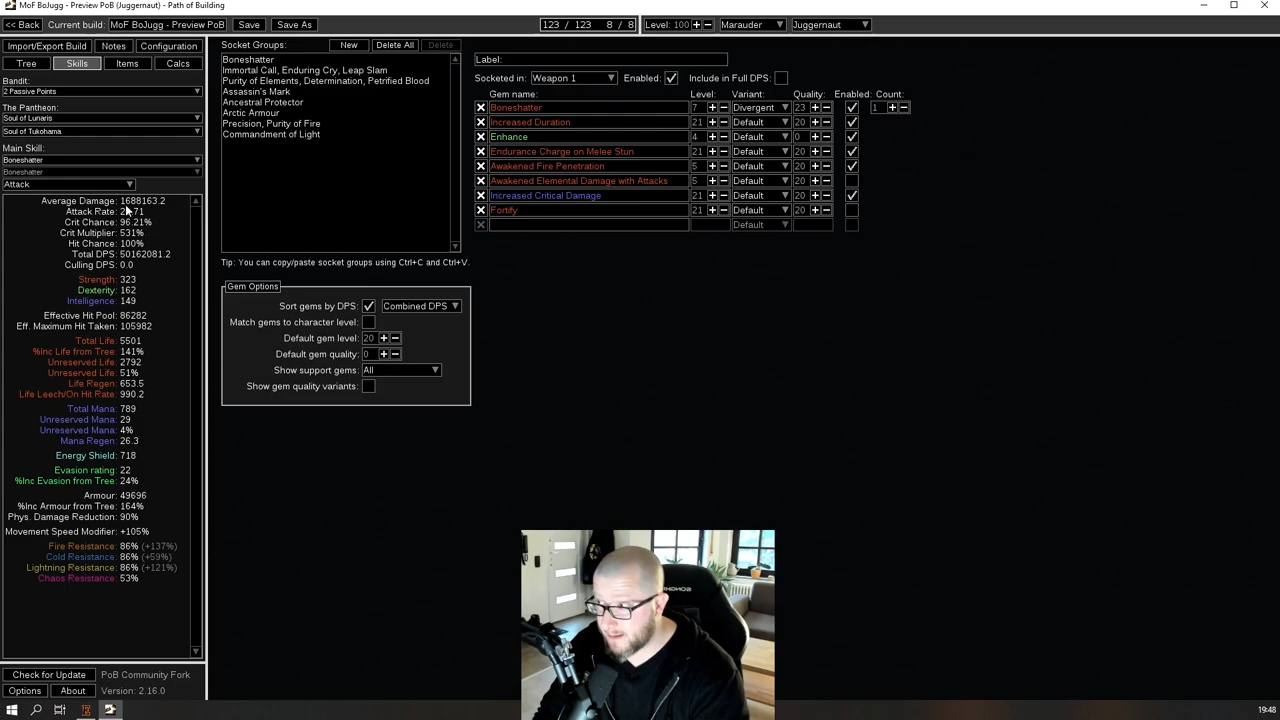 MoF BoJugg - Preview PoB (Juggernaut) - Path of Building
<< Back Current build: MoF BoJugg - Preview PoB Save Save As 123 / 123 8 / 8 Level: 100 + - Marauder Juggernaut
Import/Export Build Notes Configuration
Tree Skills Items Calcs
Bandit:
2 Passive Points
The Pantheon:
Soul of Lunaris
Soul of Tukohama
Main Skill:
Boneshatter
Boneshatter
Attack
Average Damage: 1688163.2
Attack Rate:
Crit Chance: 96.21%
Crit Multiplier: 531%
Hit Chance: 100%
Total DPS: 50162081.2
Culling DPS: 0.0
Strength: 323
Dexterity: 162
Intelligence: 149
Effective Hit Pool: 86282
Eff. Maximum Hit Taken: 105982
Total Life: 5501
%Inc Life from Tree: 141%
Unreserved Life: 2792
Unreserved Life: 51%
Life Regen: 653.5
Life Leech/On Hit Rate: 990.2
Total Mana: 789
Unreserved Mana: 29
Unreserved Mana: 4%
Mana Regen: 26.3
Energy Shield: 718
Evasion rating: 22
%Inc Evasion from Tree: 24%
Armour: 49696
%Inc Armour from Tree: 164%
Phys. Damage Reduction: 90%
Movement Speed Modifier: +105%
Fire Resistance: 86% (+137%)
Cold Resistance: 86% (+59%)
Lightning Resistance: 86% (+121%)
Chaos Resistance: 53%
Check for Update PoB Community Fork
Options About Version: 2.16.0
Socket Groups: New Delete All Delete
Boneshatter
Immortal Call, Enduring Cry, Leap Slam
Purity of Elements, Determination, Petrified Blood
Assassin's Mark
Ancestral Protector
Arctic Armour
Precision, Purity of Fire
Commandment of Light
Tip: You can copy/paste socket groups using Ctrl+C and Ctrl+V.
Gem Options
Sort gems by DPS: Combined DPS
Match gems to character level:
Default gem level: 20 + -
Default gem quality: 0 + -
Show support gems: All
Show gem quality variants:
Label:
Socketed in: Weapon 1 Enabled: Include in Full DPS:
Gem name: Level: Variant: Quality: Enabled: Count:
Boneshatter 7 + - Divergent 23 + - 1 + -
Increased Duration 21 + - Default 20 + -
Enhance 4 + - Default 0 + -
Endurance Charge on Melee Stun 21 + - Default 20 + -
Awakened Fire Penetration 5 + - Default 20 + -
Awakened Elemental Damage with Attacks 5 + - Default 20 + -
Increased Critical Damage 21 + - Default 20 + -
Fortify 21 + - Default 20 + -
Default
19:48